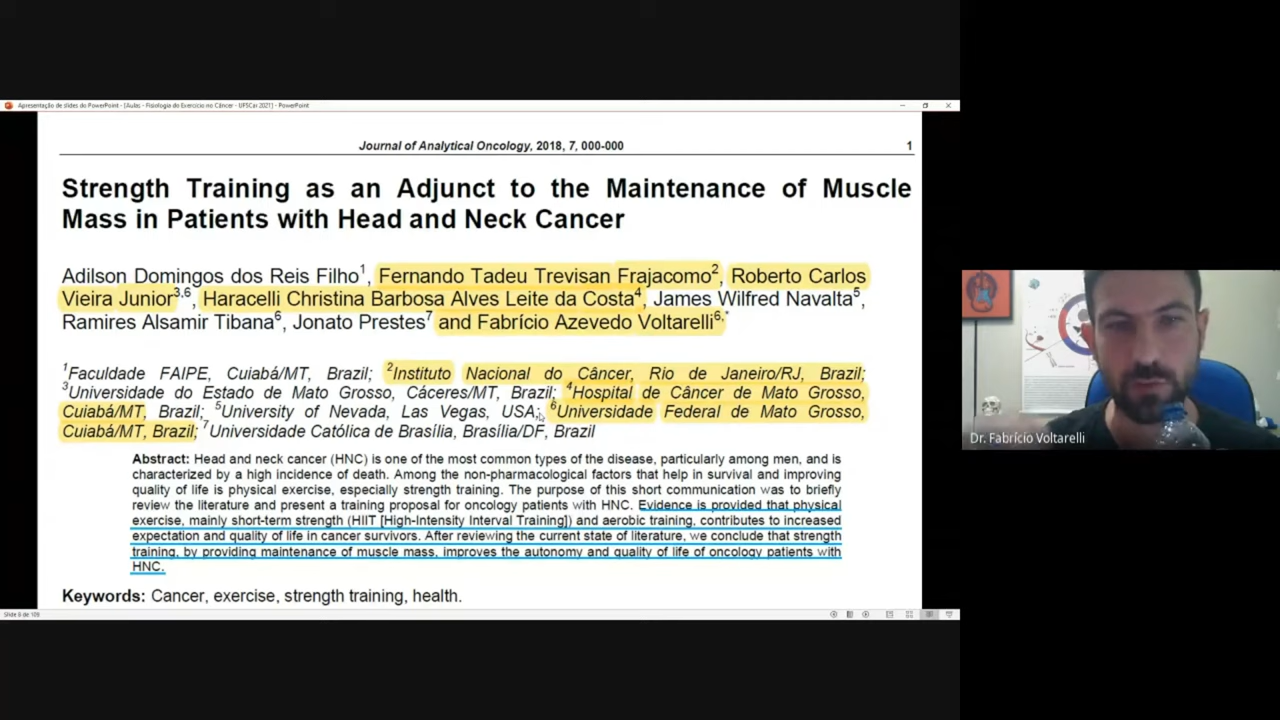 Apresentação de slides do PowerPoint - [Aulas - Fisiologia do Exercício no Câncer - UFSCar 2021] - PowerPoint
Journal of Analytical Oncology, 2018, 7, 000-000 1
Strength Training as an Adjunct to the Maintenance of Muscle
Mass in Patients with Head and Neck Cancer
Adilson Domingos dos Reis Filho1, Fernando Tadeu Trevisan Frajacomo2, Roberto Carlos
Vieira Junior3,6, Haracelli Christina Barbosa Alves Leite da Costa4, James Wilfred Navalta5,
Ramires Alsamir Tibana6, Jonato Prestes7 and Fabrício Azevedo Voltarelli6,*
1Faculdade FAIPE, Cuiabá/MT, Brazil; 2Instituto Nacional do Câncer, Rio de Janeiro/RJ, Brazil;
3Universidade do Estado de Mato Grosso, Cáceres/MT, Brazil; 4Hospital de Câncer de Mato Grosso,
Cuiabá/MT, Brazil; 5University of Nevada, Las Vegas, USA; 6Universidade Federal de Mato Grosso,
Cuiabá/MT, Brazil; 7Universidade Católica de Brasília, Brasília/DF, Brazil
Abstract: Head and neck cancer (HNC) is one of the most common types of the disease, particularly among men, and is
characterized by a high incidence of death. Among the non-pharmacological factors that help in survival and improving
quality of life is physical exercise, especially strength training. The purpose of this short communication was to briefly
review the literature and present a training proposal for oncology patients with HNC. Evidence is provided that physical
exercise, mainly short-term strength (HIIT [High-Intensity Interval Training]) and aerobic training, contributes to increased
expectation and quality of life in cancer survivors. After reviewing the current state of literature, we conclude that strength
training, by providing maintenance of muscle mass, improves the autonomy and quality of life of oncology patients with
HNC.
Keywords: Cancer, exercise, strength training, health.
Slide 8 de 109
Dr. Fabrício Voltarelli